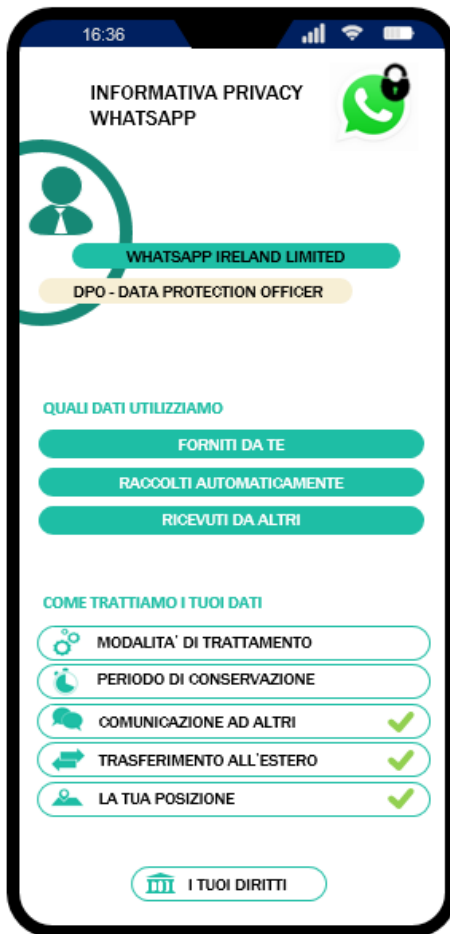 16:36
INFORMATIVA PRIVACY
WHATSAPP
WHATSAPP IRELAND LIMITED
DPO - DATA PROTECTION OFFICER
QUALI DATI UTILIZZIAMO
FORNITI DA TE
RACCOLTI AUTOMATICAMENTE
RICEVUTI DA ALTRI
COME TRATTIAMO I TUOI DATI
MODALITA' DI TRATTAMENTO
PERIODO DI CONSERVAZIONE
COMUNICAZIONE AD ALTRI
TRASFERIMENTO ALL'ESTERO
LA TUA POSIZIONE
I TUOI DIRITTI